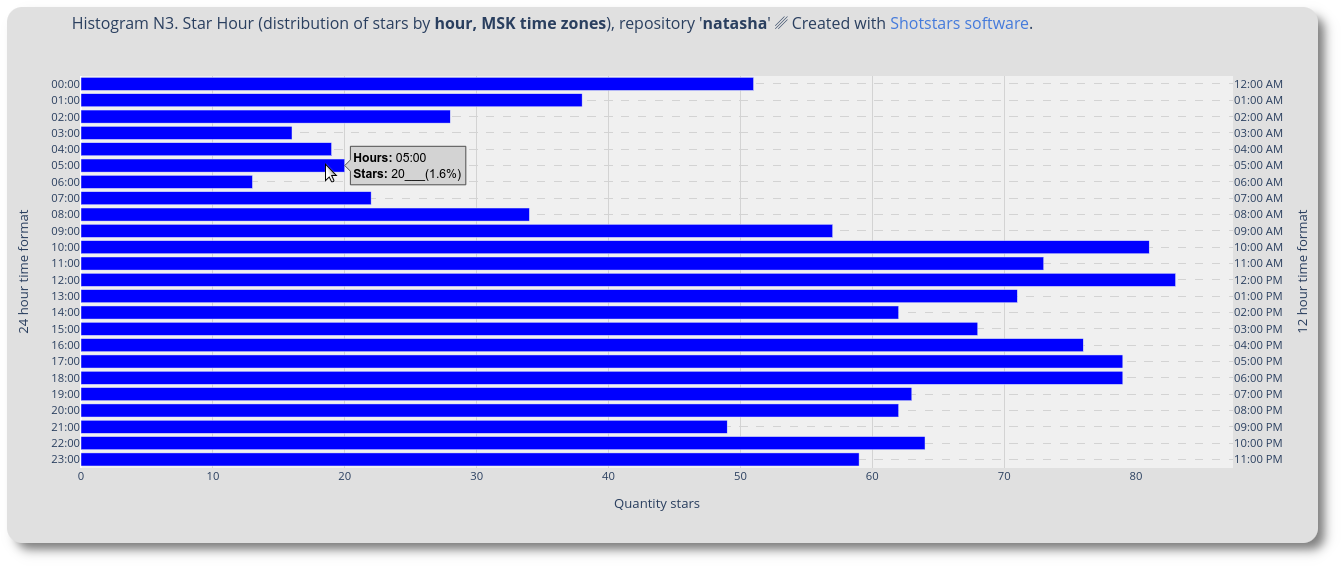 Histogram N3. Star Hour (distribution of stars by hour, MSK time zones), repository 'natasha' ␥ Created with Shotstars software.
00:00 12:00 AM
01:00 01:00 AM
02:00 02:00 AM
03:00 03:00 AM
04:00 04:00 AM
Hours: 05:00
05:00 05:00 AM
Stars: 20___(1.6%)
06:00 06:00 AM
07:00 07:00 AM
08:00 08:00 AM
09:00 09:00 AM
10:00 10:00 AM
11:00 11:00 AM
12:00 12:00 PM
13:00 01:00 PM
14:00 02:00 PM
15:00 03:00 PM
16:00 04:00 PM
17:00 05:00 PM
18:00 06:00 PM
19:00 07:00 PM
20:00 08:00 PM
21:00 09:00 PM
22:00 10:00 PM
23:00 11:00 PM
24 hour time format
12 hour time format
0 10 20 30 40 50 60 70 80
Quantity stars